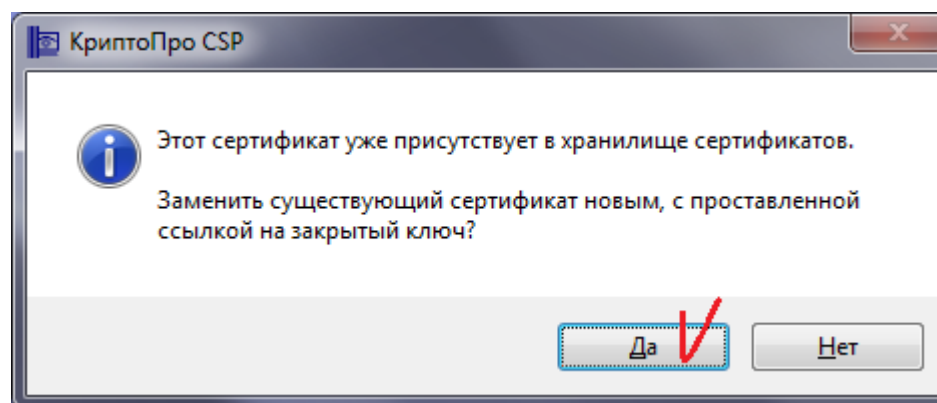 КриптоПро CSP
Этот сертификат уже присутствует в хранилище сертификатов.
Заменить существующий сертификат новым, с проставленной
ссылкой на закрытый ключ?
Да
Нет